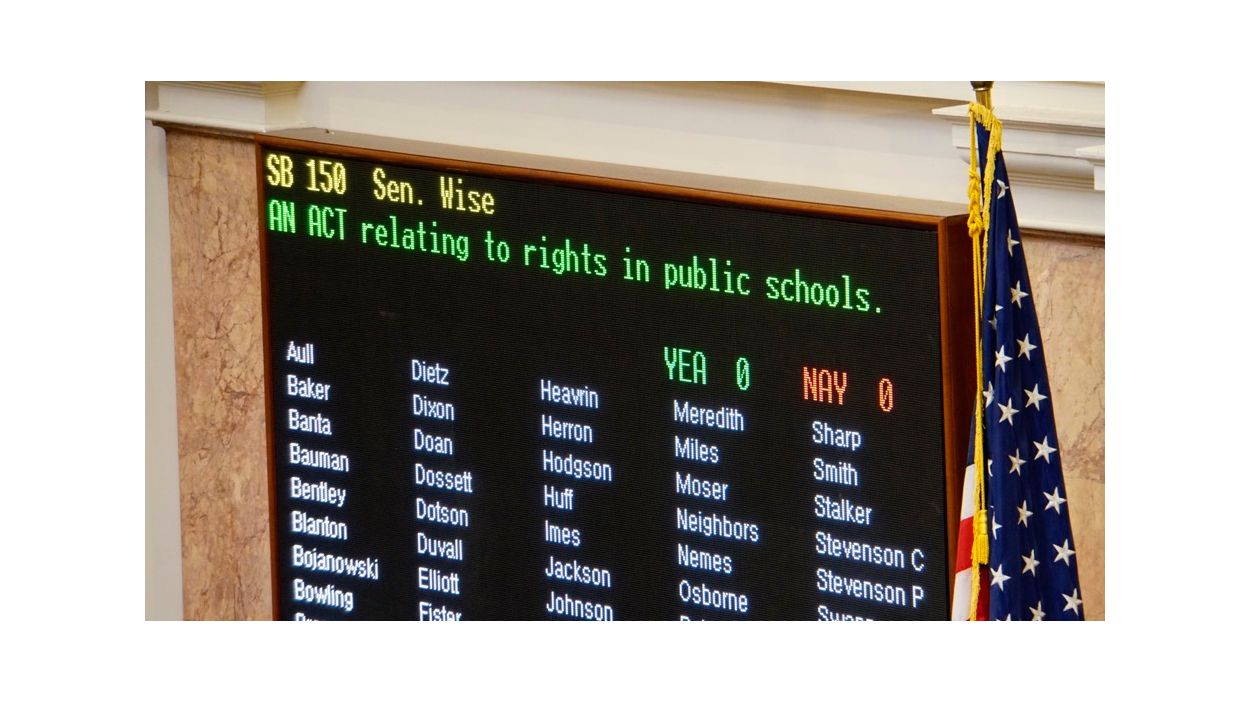 SB 150 Sen. Wise
AN ACT relating to rights in public schools.
YEA 0 NAY 0
Aull
Baker
Banta
Bauman
Bentley
Blanton
Bojanowski
Bowling
Dietz
Dixon
Doan
Dossett
Dotson
Duvall
Elliott
Fister
Heavrin
Herron
Hodgson
Huff
Imes
Jackson
Johnson
Meredith
Miles
Moser
Neighbors
Nemes
Osborne
Sharp
Smith
Stalker
Stevenson C
Stevenson P